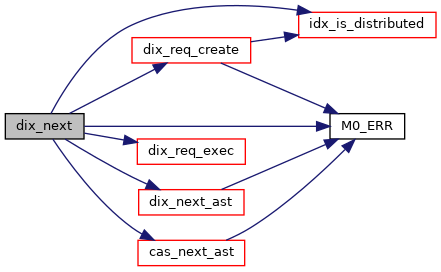 idx_is_distributed
dix_req_create
dix_next
M0_ERR
dix_req_exec
dix_next_ast
cas_next_ast